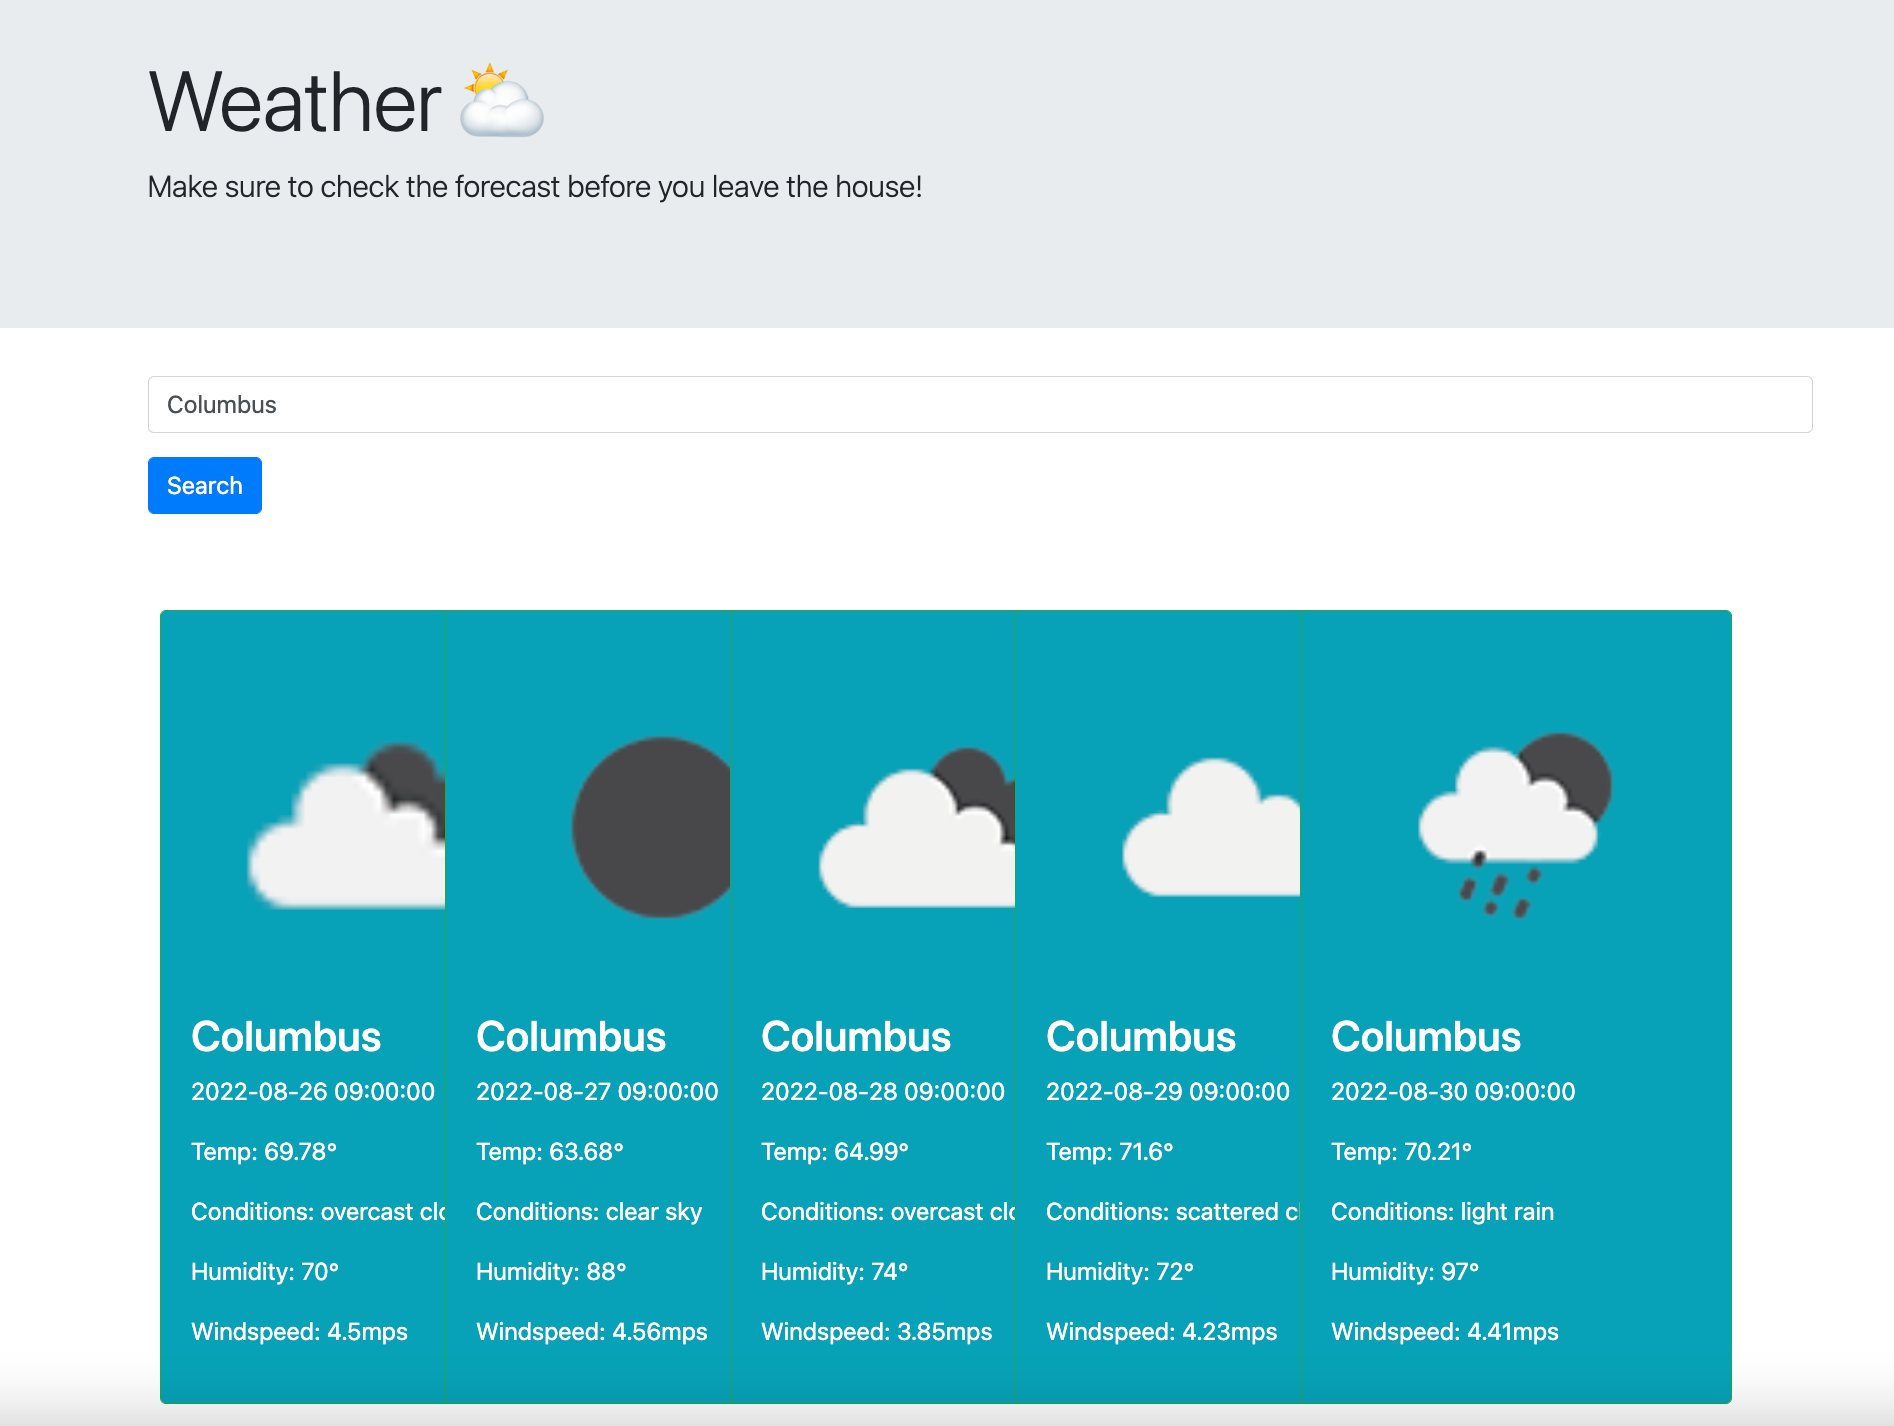 Weather
Make sure to check the forecast before you leave the house!
Columbus
Search
Columbus
2022-08-26 09:00:00
Temp: 69.78°
Conditions: overcast clo
Humidity: 70°
Windspeed: 4.5mps
Columbus
2022-08-27 09:00:00
Temp: 63.68°
Conditions: clear sky
Humidity: 88°
Windspeed: 4.56mps
Columbus
2022-08-28 09:00:00
Temp: 64.99°
Conditions: overcast clo
Humidity: 74°
Windspeed: 3.85mps
Columbus
2022-08-29 09:00:00
Temp: 71.6°
Conditions: scattered c
Humidity: 72°
Windspeed: 4.23mps
Columbus
2022-08-30 09:00:00
Temp: 70.21°
Conditions: light rain
Humidity: 97°
Windspeed: 4.41mps